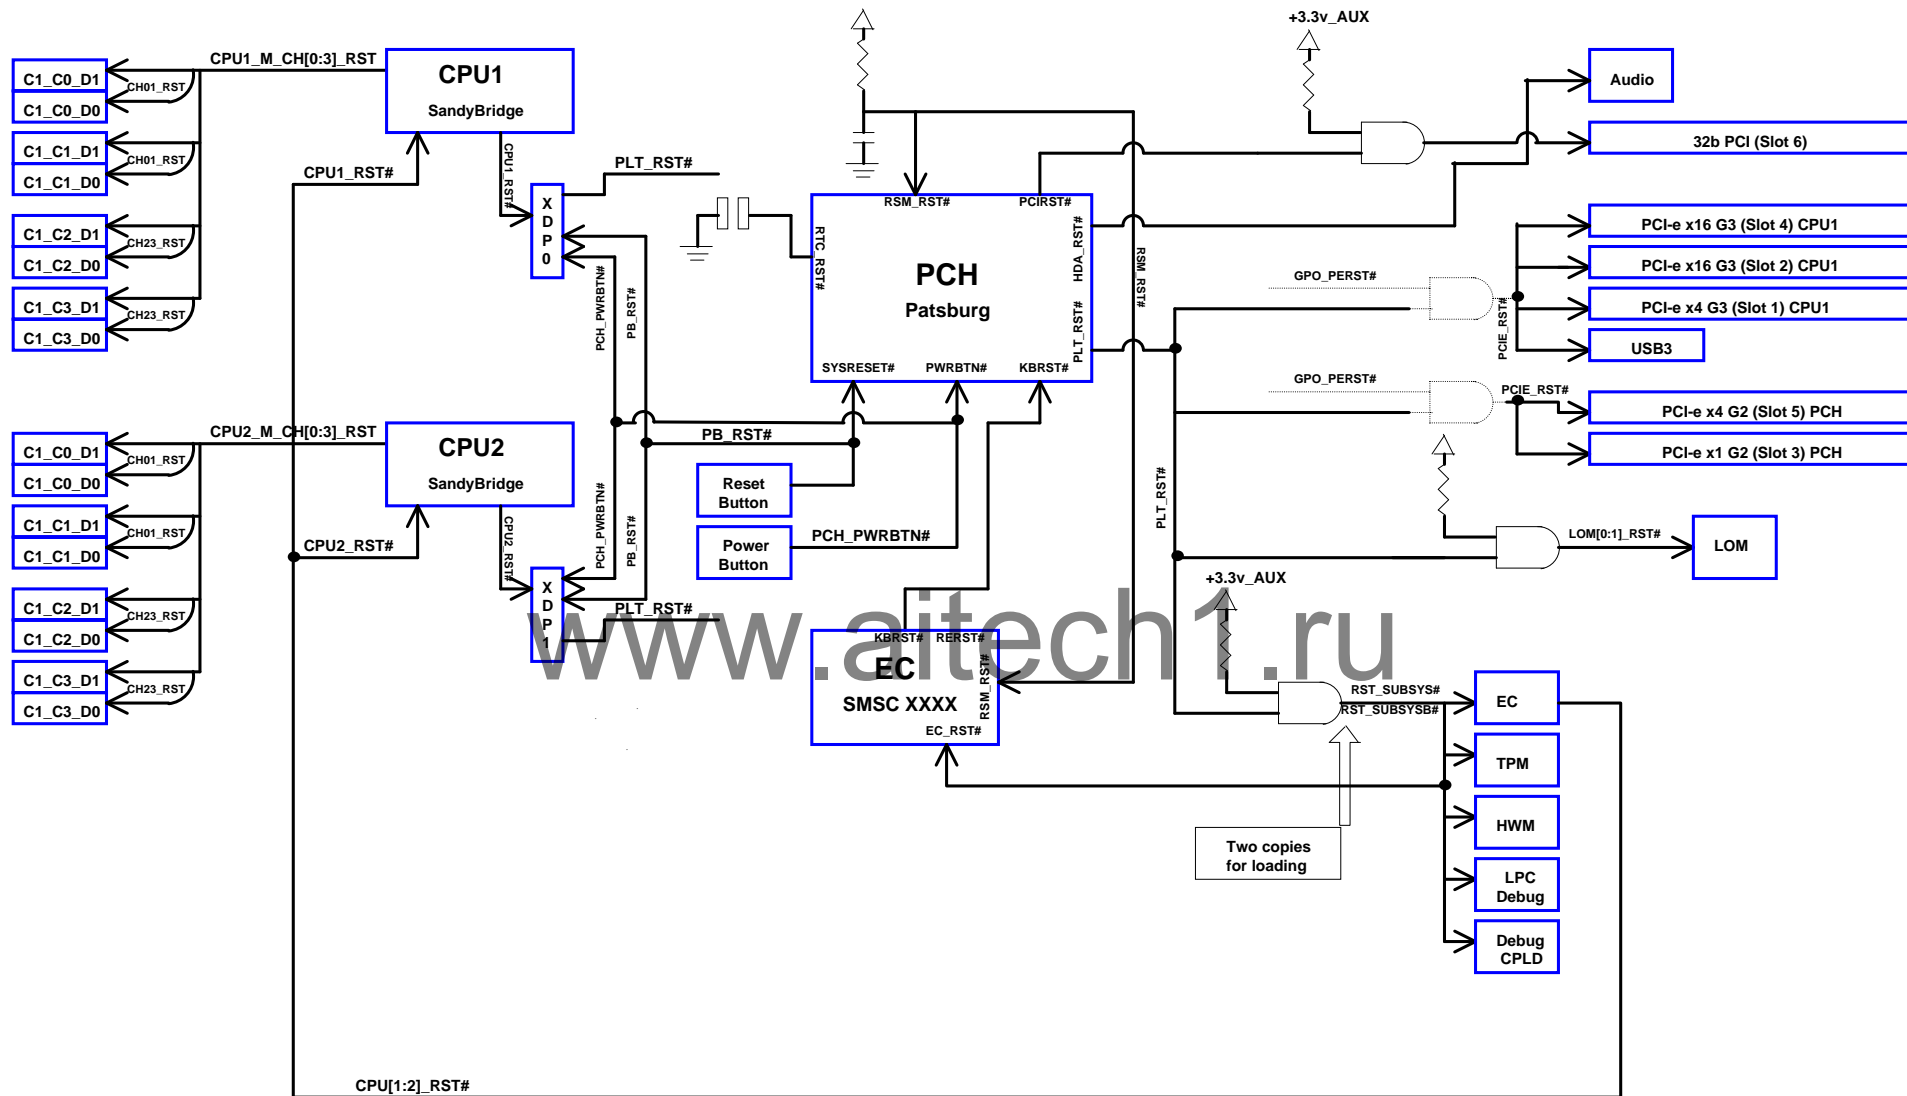 +3.3v_AUX
CPU1_M_CH[0:3]_RST
C1_C0_D1
CH01_RST
C1_C0_D0
C1_C1_D1
CH01_RST
C1_C1_D0
C1_C2_D1
CH23_RST
C1_C2_D0
C1_C3_D1
CH23_RST
C1_C3_D0
CPU1
SandyBridge
CPU1_RST#
CPU1_RST#
XDP0
PLT_RST#
PCH_PWRBTN#
PB_RST#
RSM_RST#
PCIRST#
RTC_RST#
HDA_RST#
PCH
Patsburg
PLT_RST#
SYSRESET#
PWRBTN#
KBRST#
RSM_RST#
Audio
32b PCI (Slot 6)
PCI-e x16 G3 (Slot 4) CPU1
PCI-e x16 G3 (Slot 2) CPU1
PCI-e x4 G3 (Slot 1) CPU1
USB3
GPO_PERST#
PCIE_RST#
GPO_PERST#
PCIE_RST#
PCI-e x4 G2 (Slot 5) PCH
PCI-e x1 G2 (Slot 3) PCH
CPU2_M_CH[0:3]_RST
C1_C0_D1
CH01_RST
C1_C0_D0
C1_C1_D1
CH01_RST
C1_C1_D0
C1_C2_D1
CH23_RST
C1_C2_D0
C1_C3_D1
CH23_RST
C1_C3_D0
CPU2
SandyBridge
CPU2_RST#
CPU2_RST#
XDP1
PCH_PWRBTN#
PB_RST#
PLT_RST#
PB_RST#
Reset
Button
Power
Button
PCH_PWRBTN#
PLT_RST#
LOM[0:1]_RST#
LOM
+3.3v_AUX
www.aitech1.ru
KBRST#
RERST#
EC
SMSC XXXX
RSM_RST#
EC_RST#
RST_SUBSYS#
RST_SUBSYSB#
EC
TPM
HWM
LPC
Debug
Debug
CPLD
Two copies
for loading
CPU[1:2]_RST#